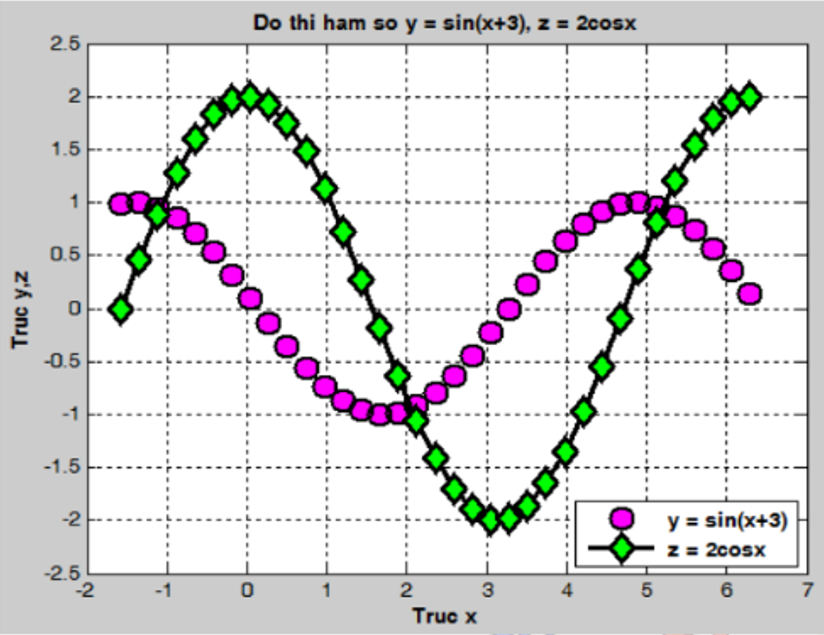 Do thi ham so y = sin(x+3), z = 2cosx
2.5
2
1.5
1
0.5
0
-0.5
-1
-1.5
-2
-2.5
Truc y,z
y = sin(x+3)
z = 2cosx
-2 -1 0 1 2 3 4 5 6 7
Truc x